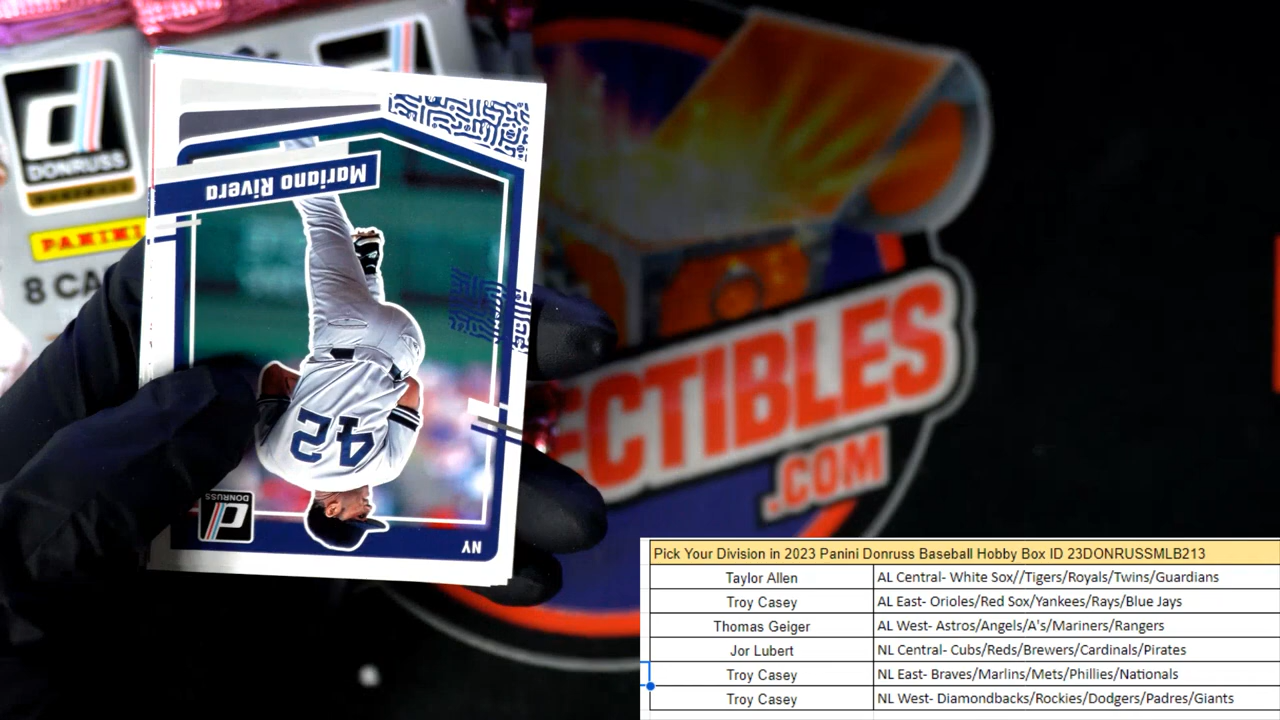 DONRUSS
BASEBALL
PANINI
8 CA
Mariano Rivera
42
DONRUSS
NY
ECTIBLES
.COM
Pick Your Division in 2023 Panini Donruss Baseball Hobby Box ID 23DONRUSSMLB213
Taylor Allen AL Central- White Sox//Tigers/Royals/Twins/Guardians
Troy Casey AL East- Orioles/Red Sox/Yankees/Rays/Blue Jays
Thomas Geiger AL West- Astros/Angels/A's/Mariners/Rangers
Jor Lubert NL Central- Cubs/Reds/Brewers/Cardinals/Pirates
Troy Casey NL East- Braves/Marlins/Mets/Phillies/Nationals
Troy Casey NL West- Diamondbacks/Rockies/Dodgers/Padres/Giants